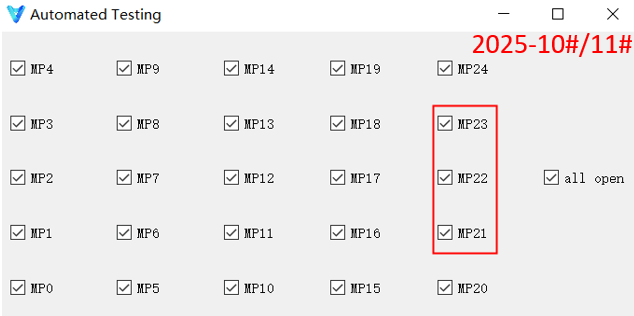 Automated Testing
2025-10#/11#
MP4 MP9 MP14 MP19 MP24
MP3 MP8 MP13 MP18 MP23
MP2 MP7 MP12 MP17 MP22 all open
MP1 MP6 MP11 MP16 MP21
MP0 MP5 MP10 MP15 MP20